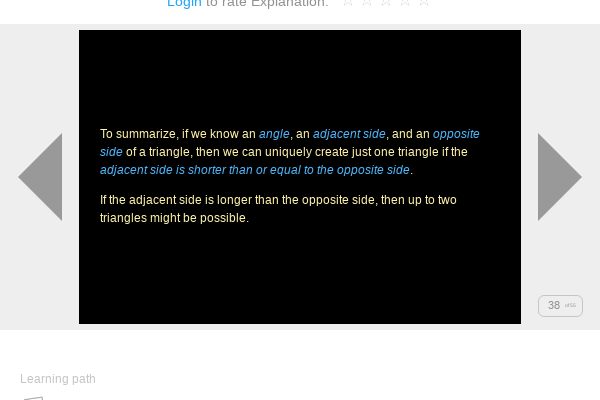 Login to rate Explanation:
To summarize, if we know an angle, an adjacent side, and an opposite
side of a triangle, then we can uniquely create just one triangle if the
adjacent side is shorter than or equal to the opposite side.
If the adjacent side is longer than the opposite side, then up to two
triangles might be possible.
38
Learning path